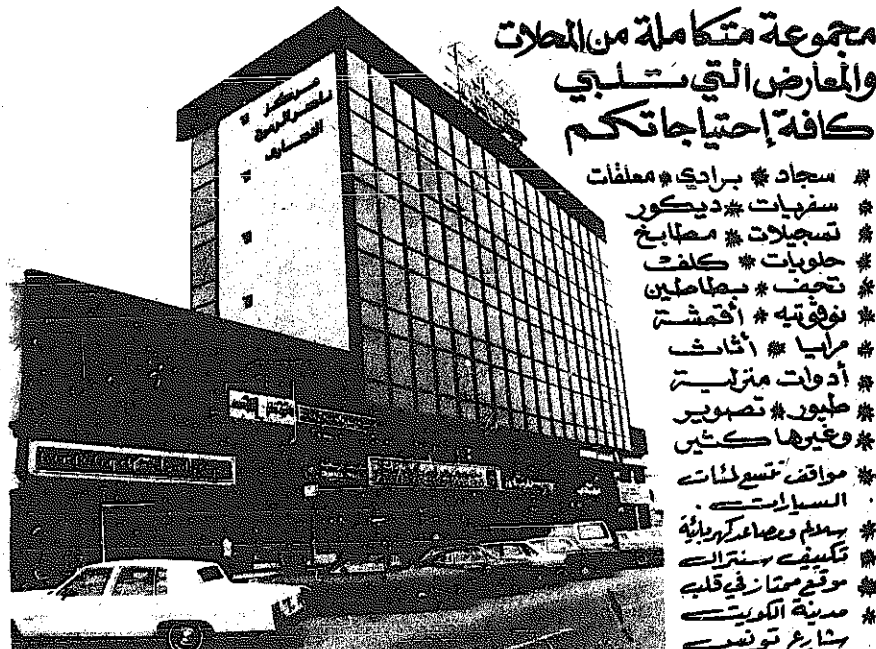 مجموعة متكاملة من المحلات
والمعارض التي تلبي
كافة إحتياجاتكم
* سجاد * برادي * معلقات
* سفريات * ديكور
* تسجيلات * مطابخ
* حلويات * كلف
* تحف * بطاطين
* نوفوتيه * أقمشة
* مرايا * أثاث
* أدوات منزلية
* طيور * تصوير
* وغيرها كثير
* مواقف تتسع لمئات
السيارات .
* سلالم ومصاعد كهربائية
* تكييف سنترال
* موقع ممتاز في قلب
* مدينة الكويت
شارع تونس
مركز
التجاري